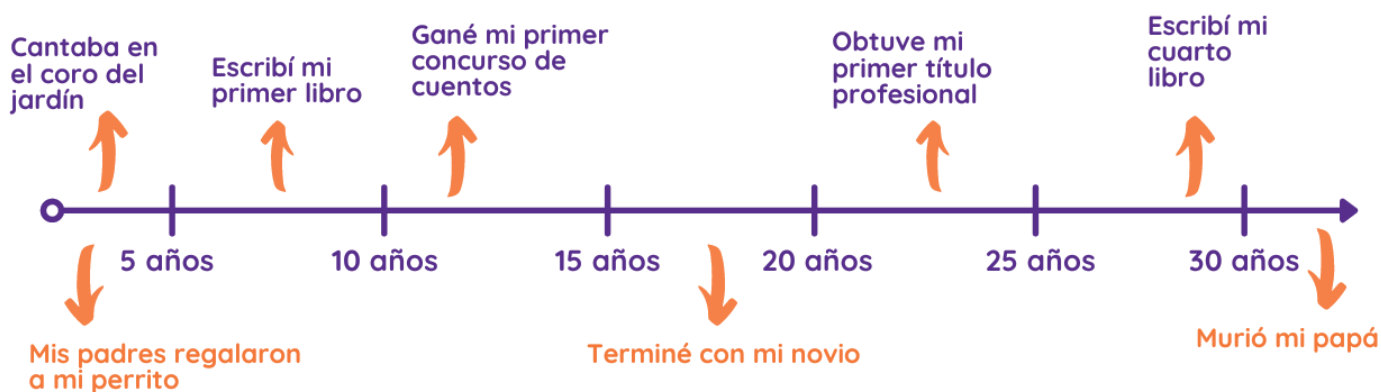 Cantaba en
el coro del
jardín
Escribí mi
primer libro
Gané mi primer
concurso de
cuentos
Obtuve mi
primer título
profesional
Escribí mi
cuarto
libro
5 años
10 años
15 años
20 años
25 años
30 años
Mis padres regalaron
a mi perrito
Terminé con mi novio
Murió mi papá